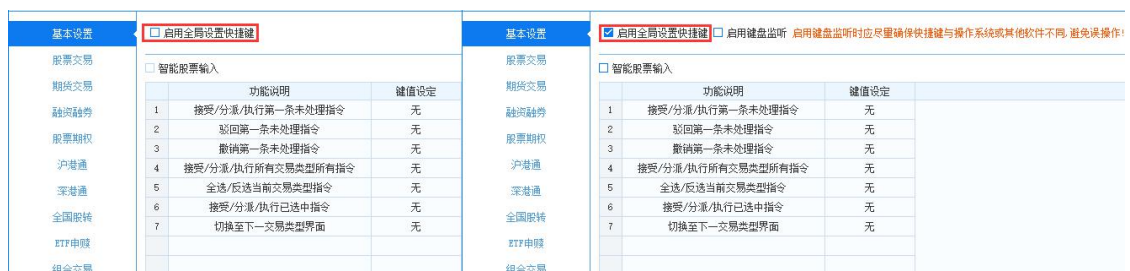 基本设置
股票交易
期货交易
融资融券
股票期权
沪港通
深港通
全国股转
ETF申赎
组合交易
启用全局设置快捷键
智能股票输入
功能说明 键值设定
1 接受/分派/执行第一条未处理指令 无
2 驳回第一条未处理指令 无
3 撤销第一条未处理指令 无
4 接受/分派/执行所有交易类型所有指令 无
5 全选/反选当前交易类型指令 无
6 接受/分派/执行已选中指令 无
7 切换至下一交易类型界面 无
基本设置
股票交易
期货交易
融资融券
股票期权
沪港通
深港通
全国股转
ETF申赎
组合交易
启用全局设置快捷键 启用键盘监听 启用键盘监听时应尽量确保快捷键与操作系统或其他软件不同,避免误操作!
智能股票输入
功能说明 键值设定
1 接受/分派/执行第一条未处理指令 无
2 驳回第一条未处理指令 无
3 撤销第一条未处理指令 无
4 接受/分派/执行所有交易类型所有指令 无
5 全选/反选当前交易类型指令 无
6 接受/分派/执行已选中指令 无
7 切换至下一交易类型界面 无